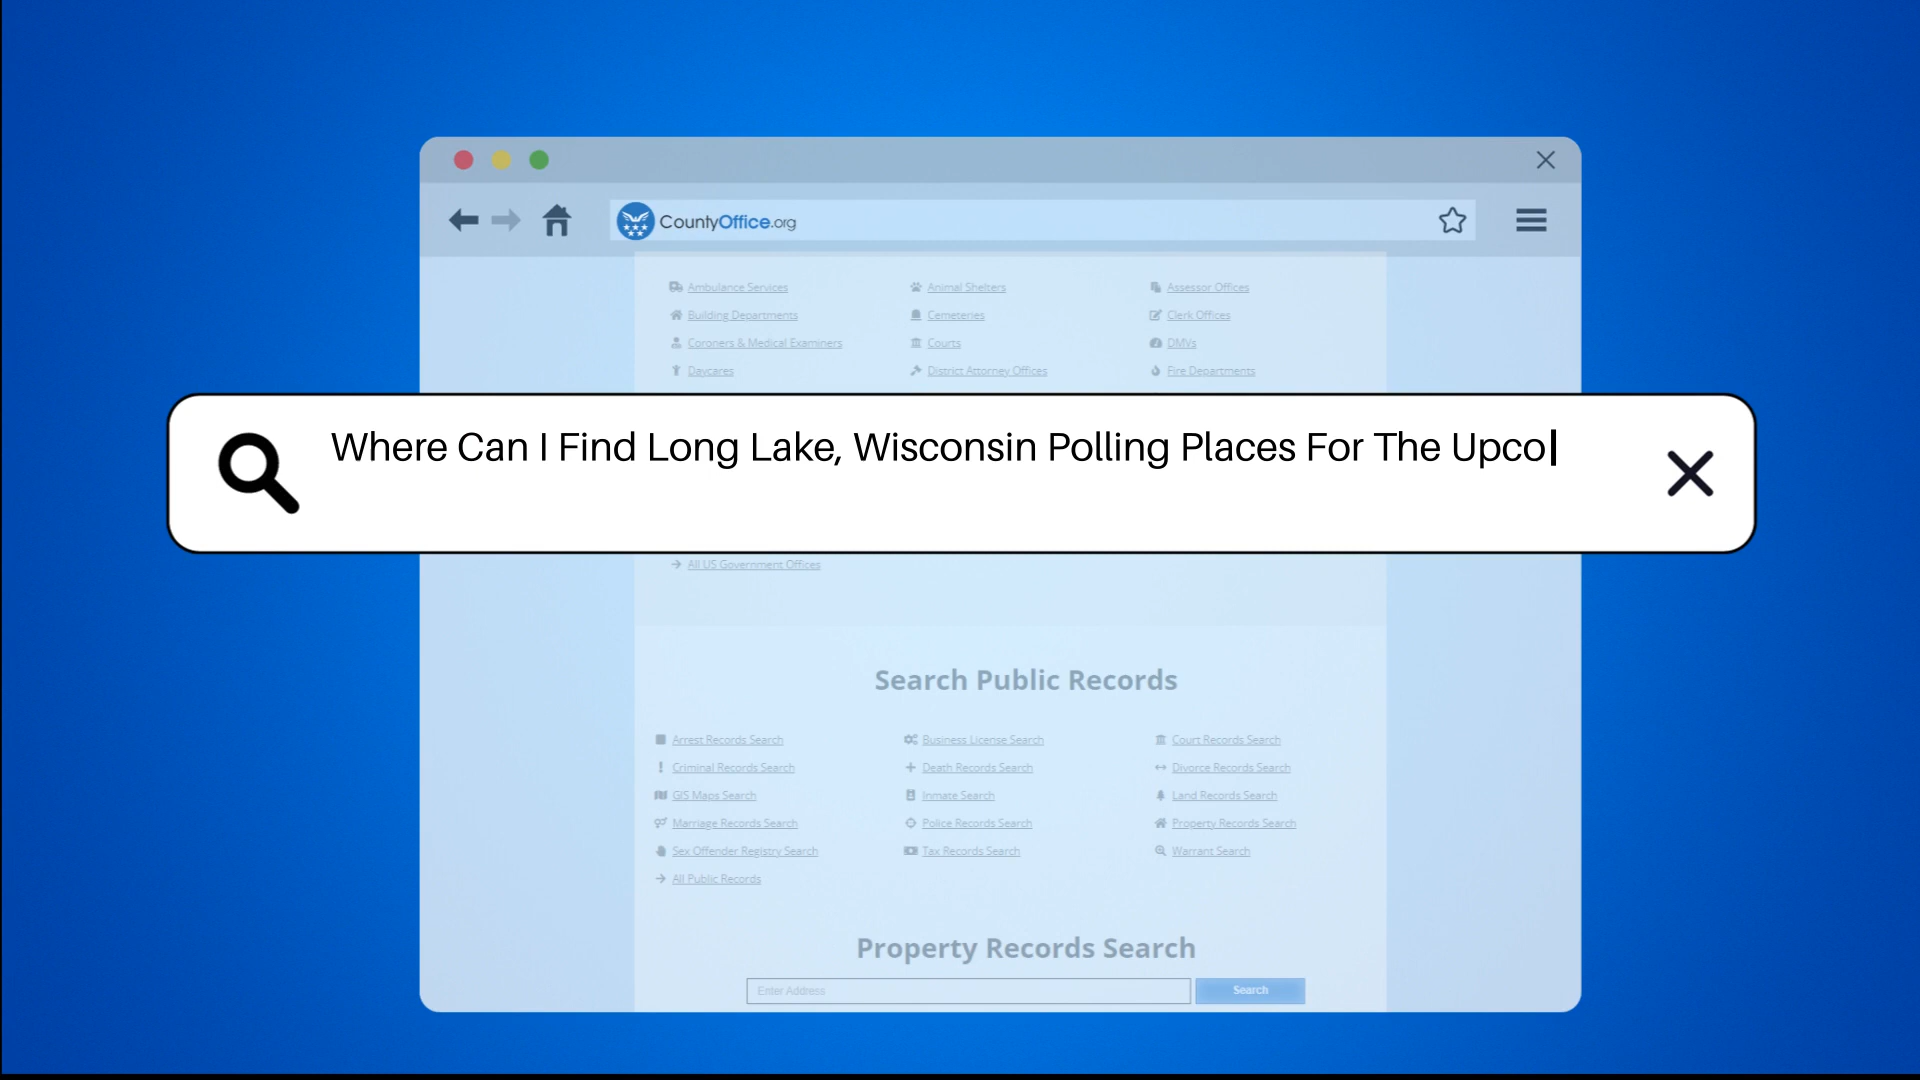 CountyOffice.org
Ambulance Services Animal Shelters Assessor Offices
Building Departments Cemeteries Clerk Offices
Coroners & Medical Examiners Courts DMVs
Daycares District Attorney Offices Fire Departments
Where Can I Find Long Lake, Wisconsin Polling Places For The Upco
All US Government Offices
Search Public Records
Arrest Records Search Business License Search Court Records Search
Criminal Records Search Death Records Search Divorce Records Search
GIS Maps Search Inmate Search Land Records Search
Marriage Records Search Police Records Search Property Records Search
Sex Offender Registry Search Tax Records Search Warrant Search
All Public Records
Property Records Search
Enter Address Search